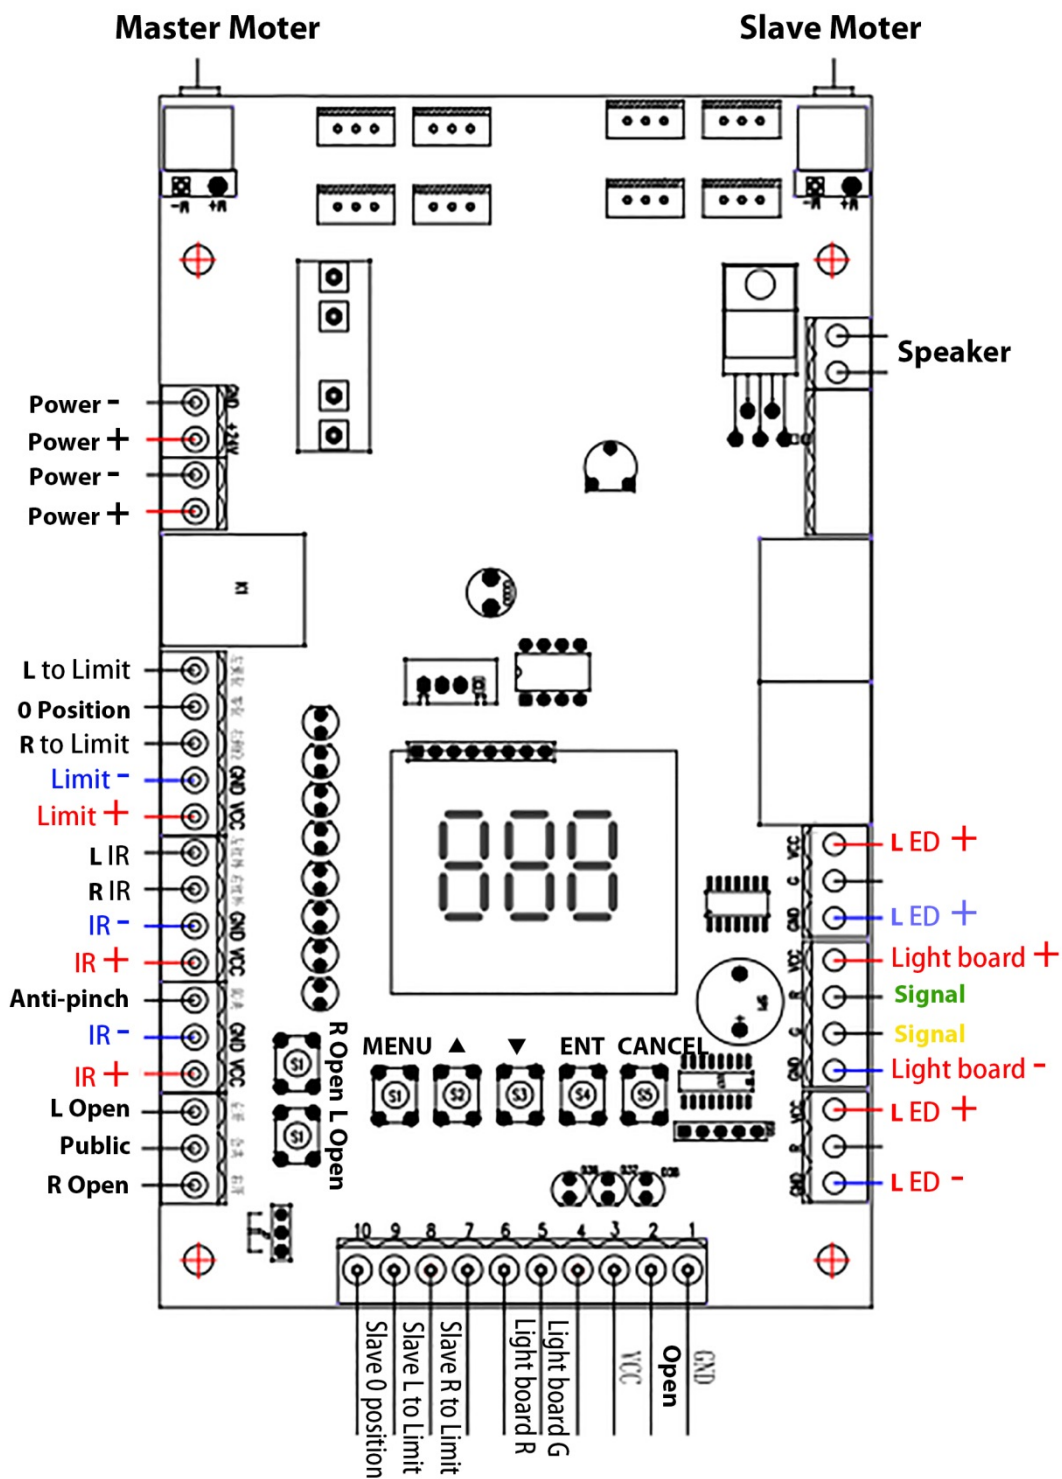 Master Moter
Slave Moter
M- M+
M- M+
Speaker
Power -
Power +
Power -
Power +
GND +24V
K1
L to Limit
0 Position
R to Limit
Limit -
Limit +
GND VCC
L IR
R IR
IR -
IR +
GND VCC
Anti-pinch
IR -
IR +
GND VCC
L Open
Public
R Open
888
LED +
LED +
VCC G GND
Light board +
Signal
Signal
Light board -
VCC R G GND
LED +
LED -
VCC R GND
SP1
+
R Open L Open
S1
S1
MENU ▲ ▼ ENT CANCEL
S1 S2 S3 S4 S5
D32
10 9 8 7 6 5 4 3 2 1
Slave 0 position
Slave L to Limit
Slave R to Limit
Light board R
Light board G
VCC
Open
GND